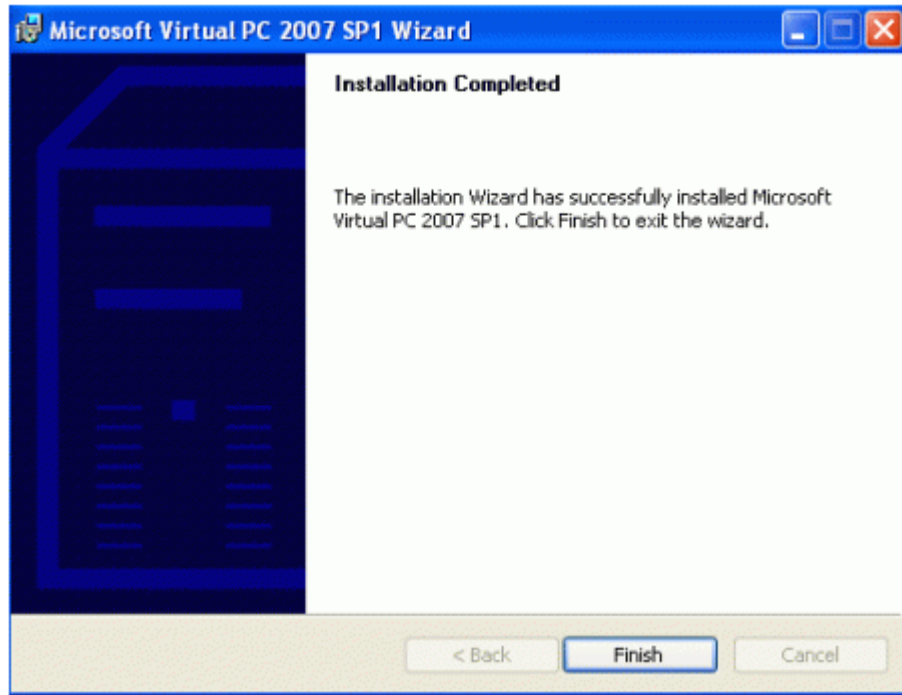 Microsoft Virtual PC 2007 SP1 Wizard
Installation Completed
The installation Wizard has successfully installed Microsoft
Virtual PC 2007 SP1. Click Finish to exit the wizard.
< Back
Finish
Cancel